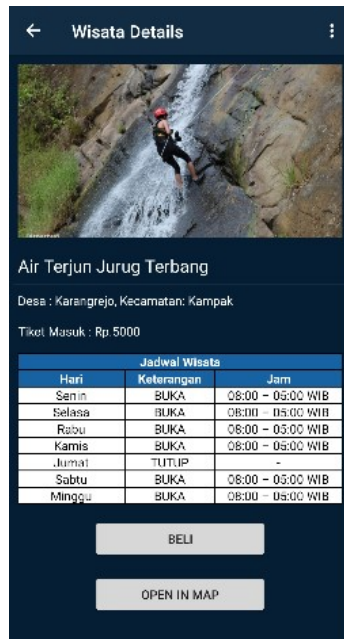 Wisata Details
Air Terjun Jurug Terbang
Desa : Karangrejo, Kecamatan: Kampak
Tiket Masuk : Rp.5000
Jadwal Wisata
Hari Keterangan Jam
Senin BUKA 08:00 – 05:00 WIB
Selasa BUKA 08:00 – 05:00 WIB
Rabu BUKA 08:00 – 05:00 WIB
Kamis BUKA 08:00 – 05:00 WIB
Jumat TUTUP -
Sabtu BUKA 08:00 – 05:00 WIB
Minggu BUKA 08:00 – 05:00 WIB
BELI
OPEN IN MAP